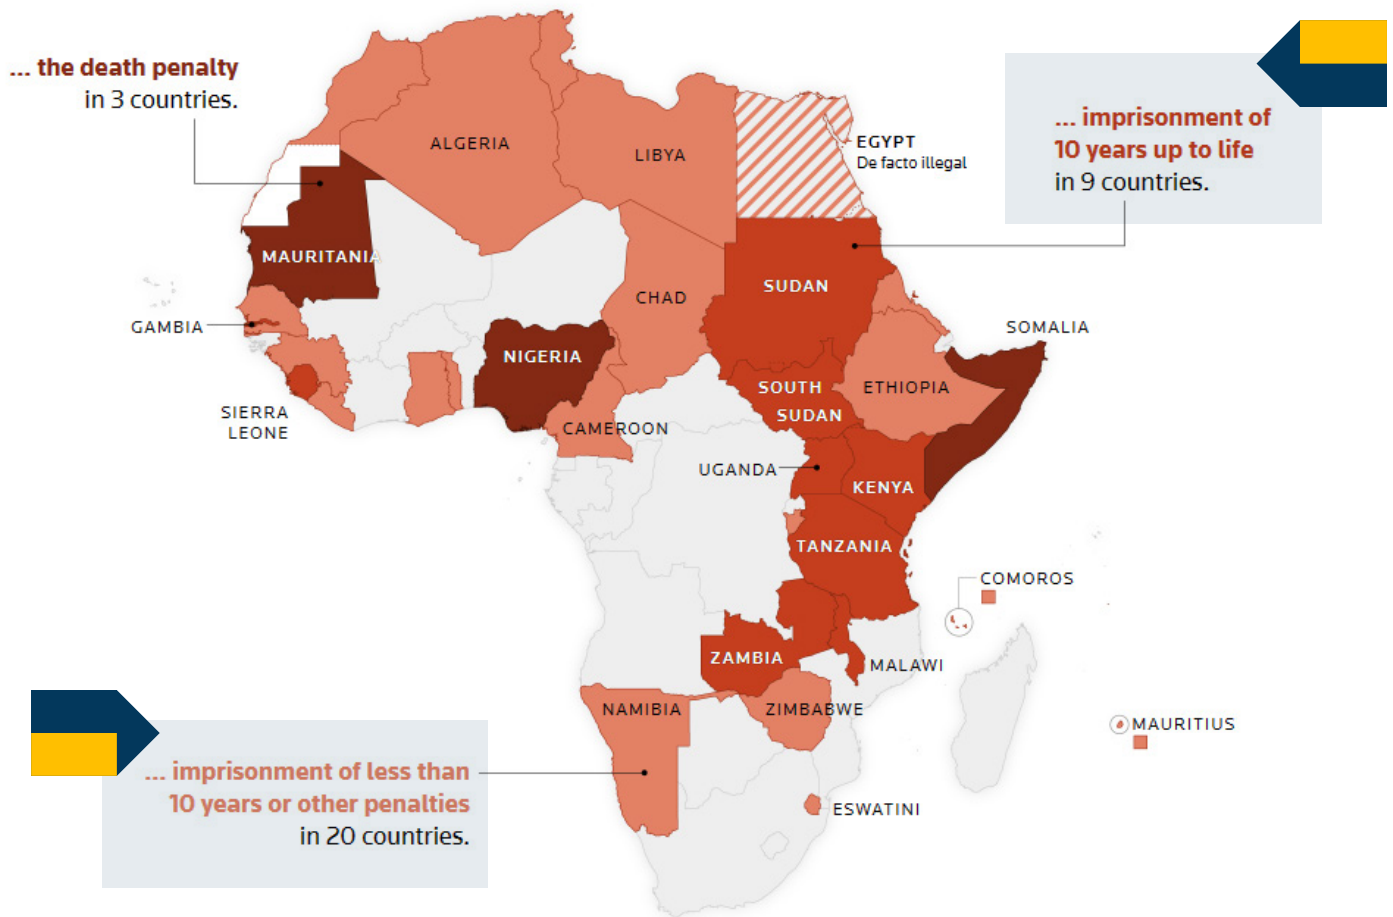 ... the death penalty
in 3 countries.
... imprisonment of
10 years up to life
in 9 countries.
ALGERIA
LIBYA
EGYPT
De facto illegal
MAURITANIA
SUDAN
CHAD
GAMBIA
SOMALIA
NIGERIA
SOUTH
SUDAN
ETHIOPIA
SIERRA
LEONE
CAMEROON
UGANDA
KENYA
TANZANIA
COMOROS
ZAMBIA
MALAWI
NAMIBIA
ZIMBABWE
MAURITIUS
... imprisonment of less than
10 years or other penalties
in 20 countries.
ESWATINI